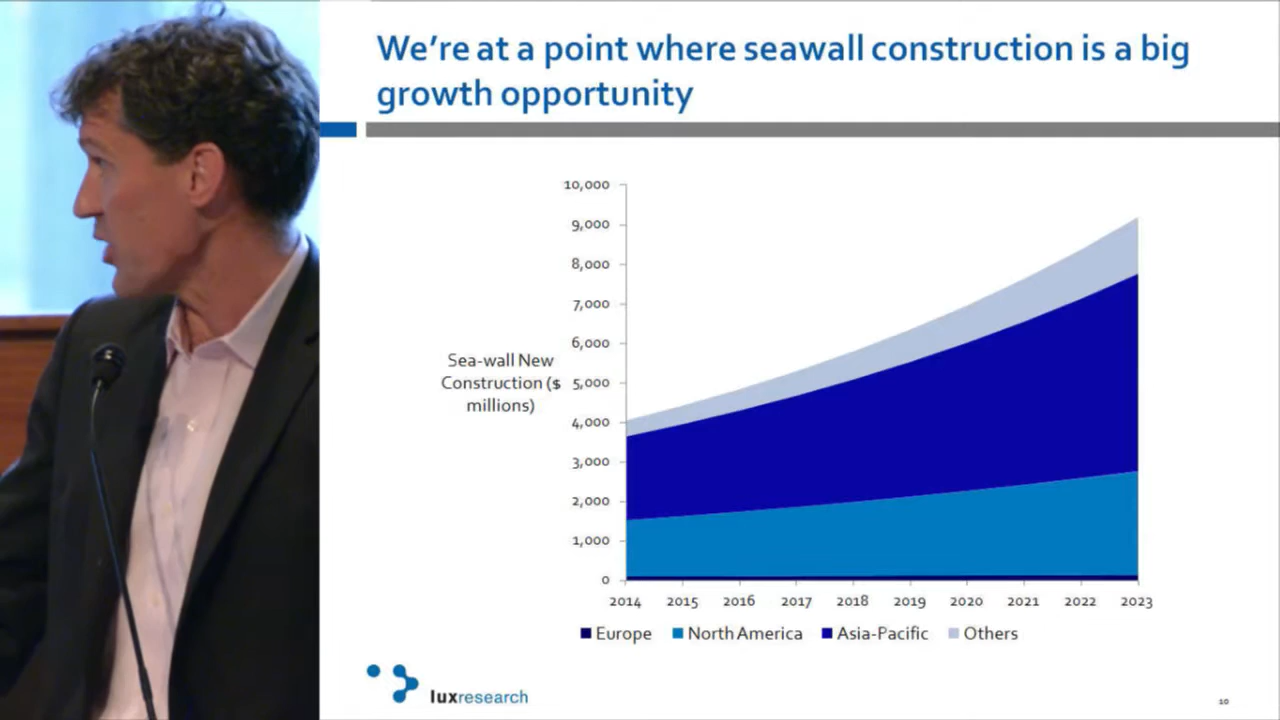 We're at a point where seawall construction is a big
growth opportunity
10,000
9,000
8,000
7,000
6,000
5,000
4,000
3,000
2,000
1,000
0
Sea-wall New
Construction ($
millions)
2014 2015 2016 2017 2018 2019 2020 2021 2022 2023
Europe North America Asia-Pacific Others
luxresearch
10